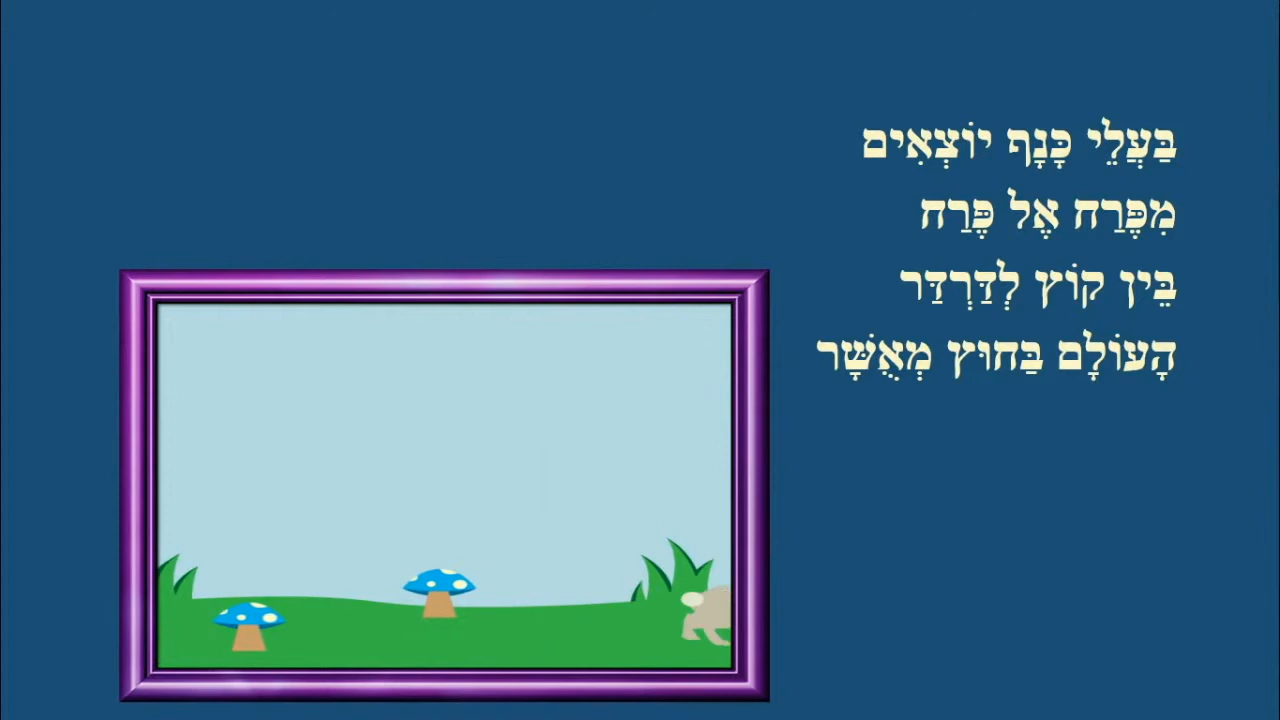 בַּעֲלֵי כָּנָף יוֹצְאִים
מִפֶּרַח אֶל פֶּרַח
בֵּין קוֹץ לְדַרְדַּר
הָעוֹלָם בַּחוּץ מְאֻשָּׁר